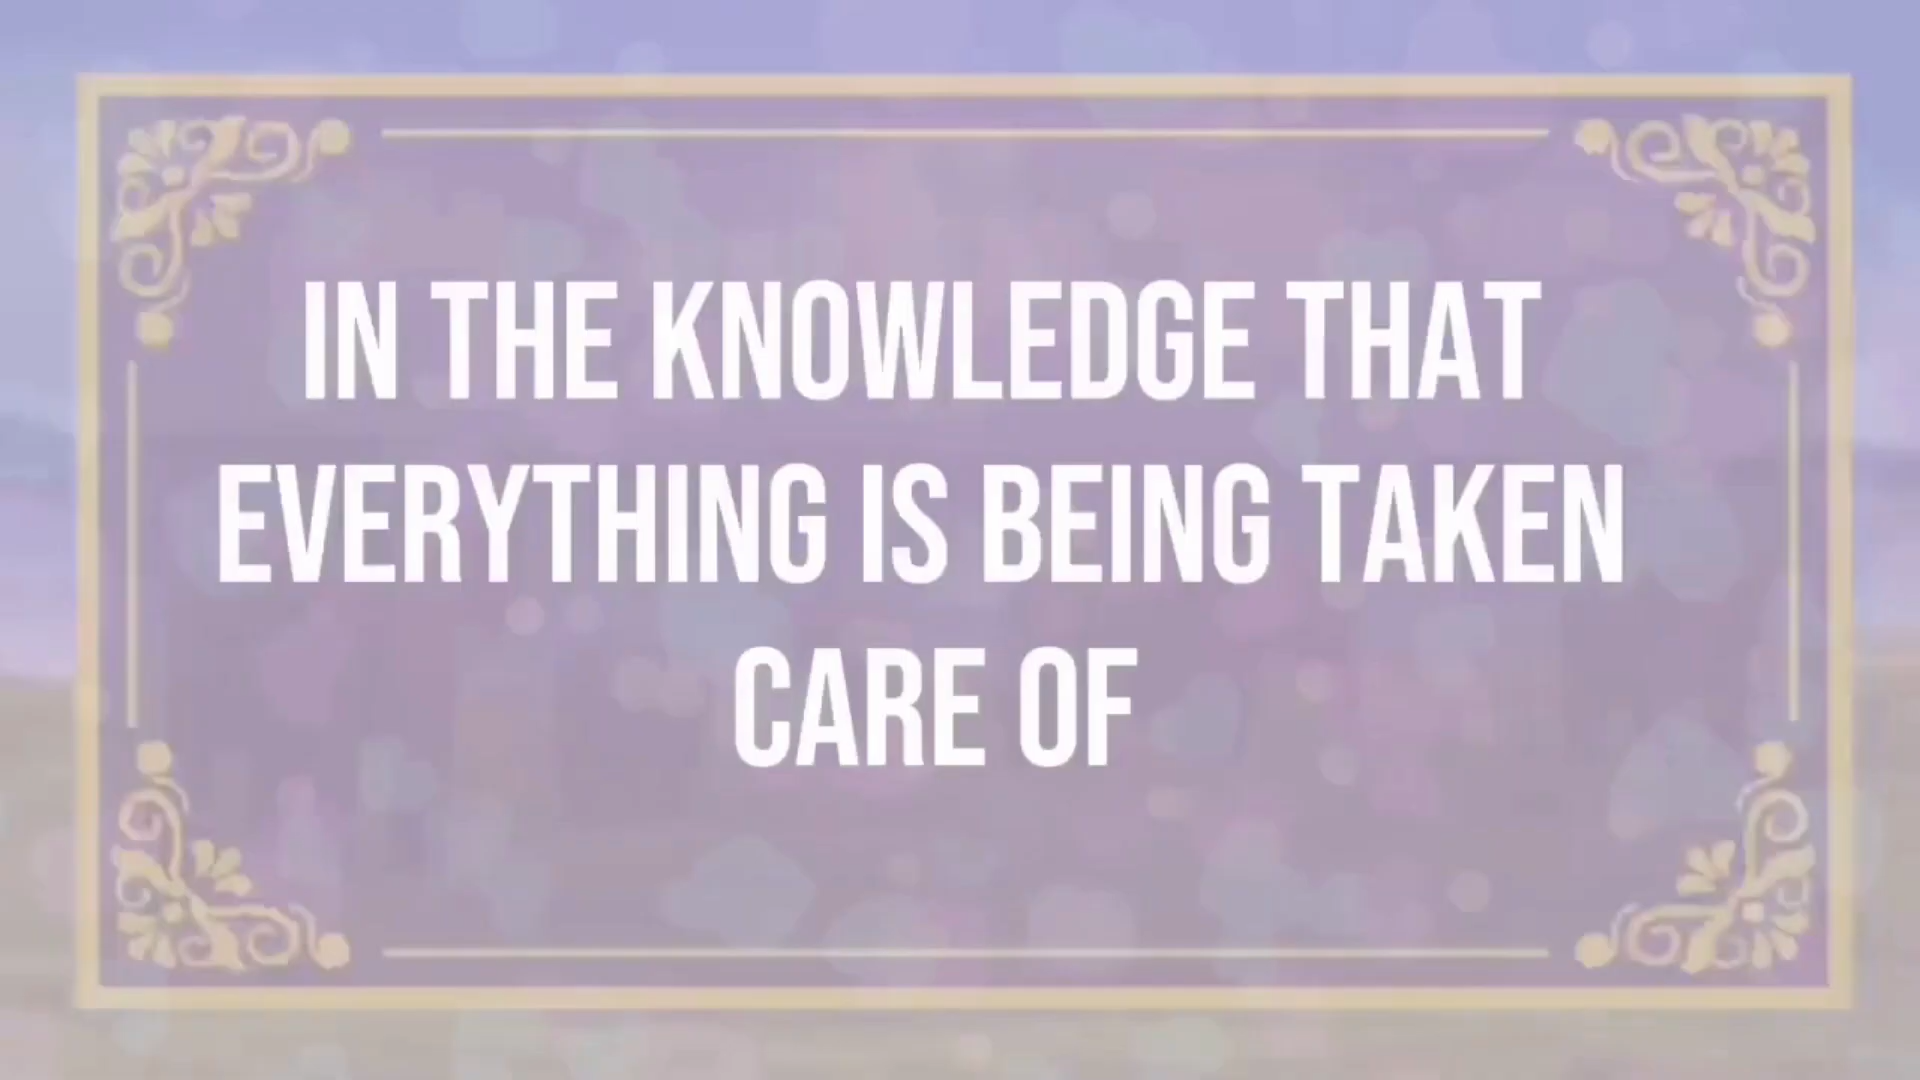 IN THE KNOWLEDGE THAT
EVERYTHING IS BEING TAKEN
CARE OF